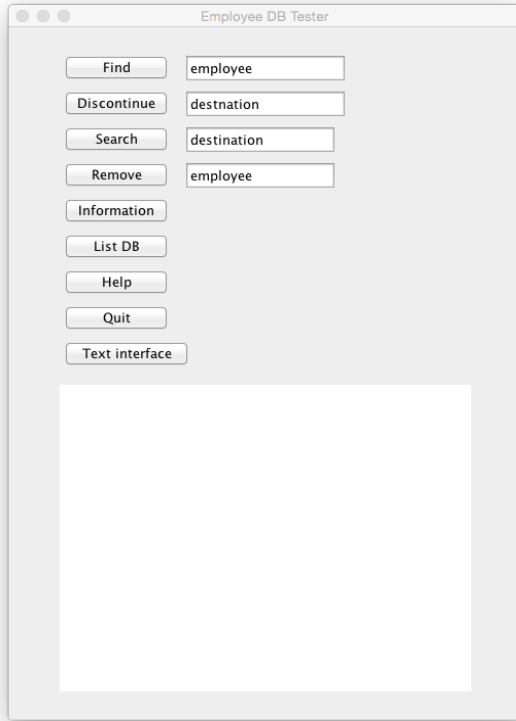 Employee DB Tester
Find employee
Discontinue destnation
Search destination
Remove employee
Information
List DB
Help
Quit
Text interface